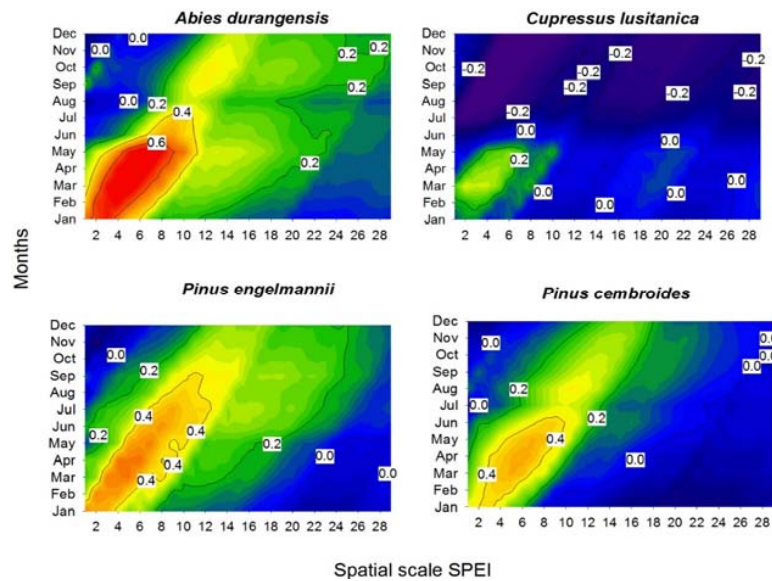 Abies durangensis
Cupressus lusitanica
Dec
Nov
Oct
Sep
Aug
Jul
Jun
May
Apr
Mar
Feb
Jan
0.0
0.0
0.2
0.2
0.0
0.2
0.4
0.6
0.2
2 4 6 8 10 12 14 16 18 20 22 24 26 28
Dec
Nov
Oct
Sep
Aug
Jul
Jun
May
Apr
Mar
Feb
Jan
-0.2
-0.2
-0.2
-0.2
-0.2
-0.2
-0.2
-0.2
-0.2
0.0
0.0
0.0
0.2
0.0
0.0
0.0
0.0
2 4 6 8 10 12 14 16 18 20 22 24 26 28
Months
Pinus engelmannii
Pinus cembroides
Dec
Nov
Oct
Sep
Aug
Jul
Jun
May
Apr
Mar
Feb
Jan
0.0
0.2
0.4
0.2
0.4
0.4
0.2
0.4
0.0
0.0
2 4 6 8 10 12 14 16 18 20 22 24 26 28
Dec
Nov
Oct
Sep
Aug
Jul
Jun
May
Apr
Mar
Feb
Jan
0.0
0.0
0.0
0.0
0.2
0.0
0.2
0.4
0.4
0.0
2 4 6 8 10 12 14 16 18 20 22 24 26 28
Spatial scale SPEI